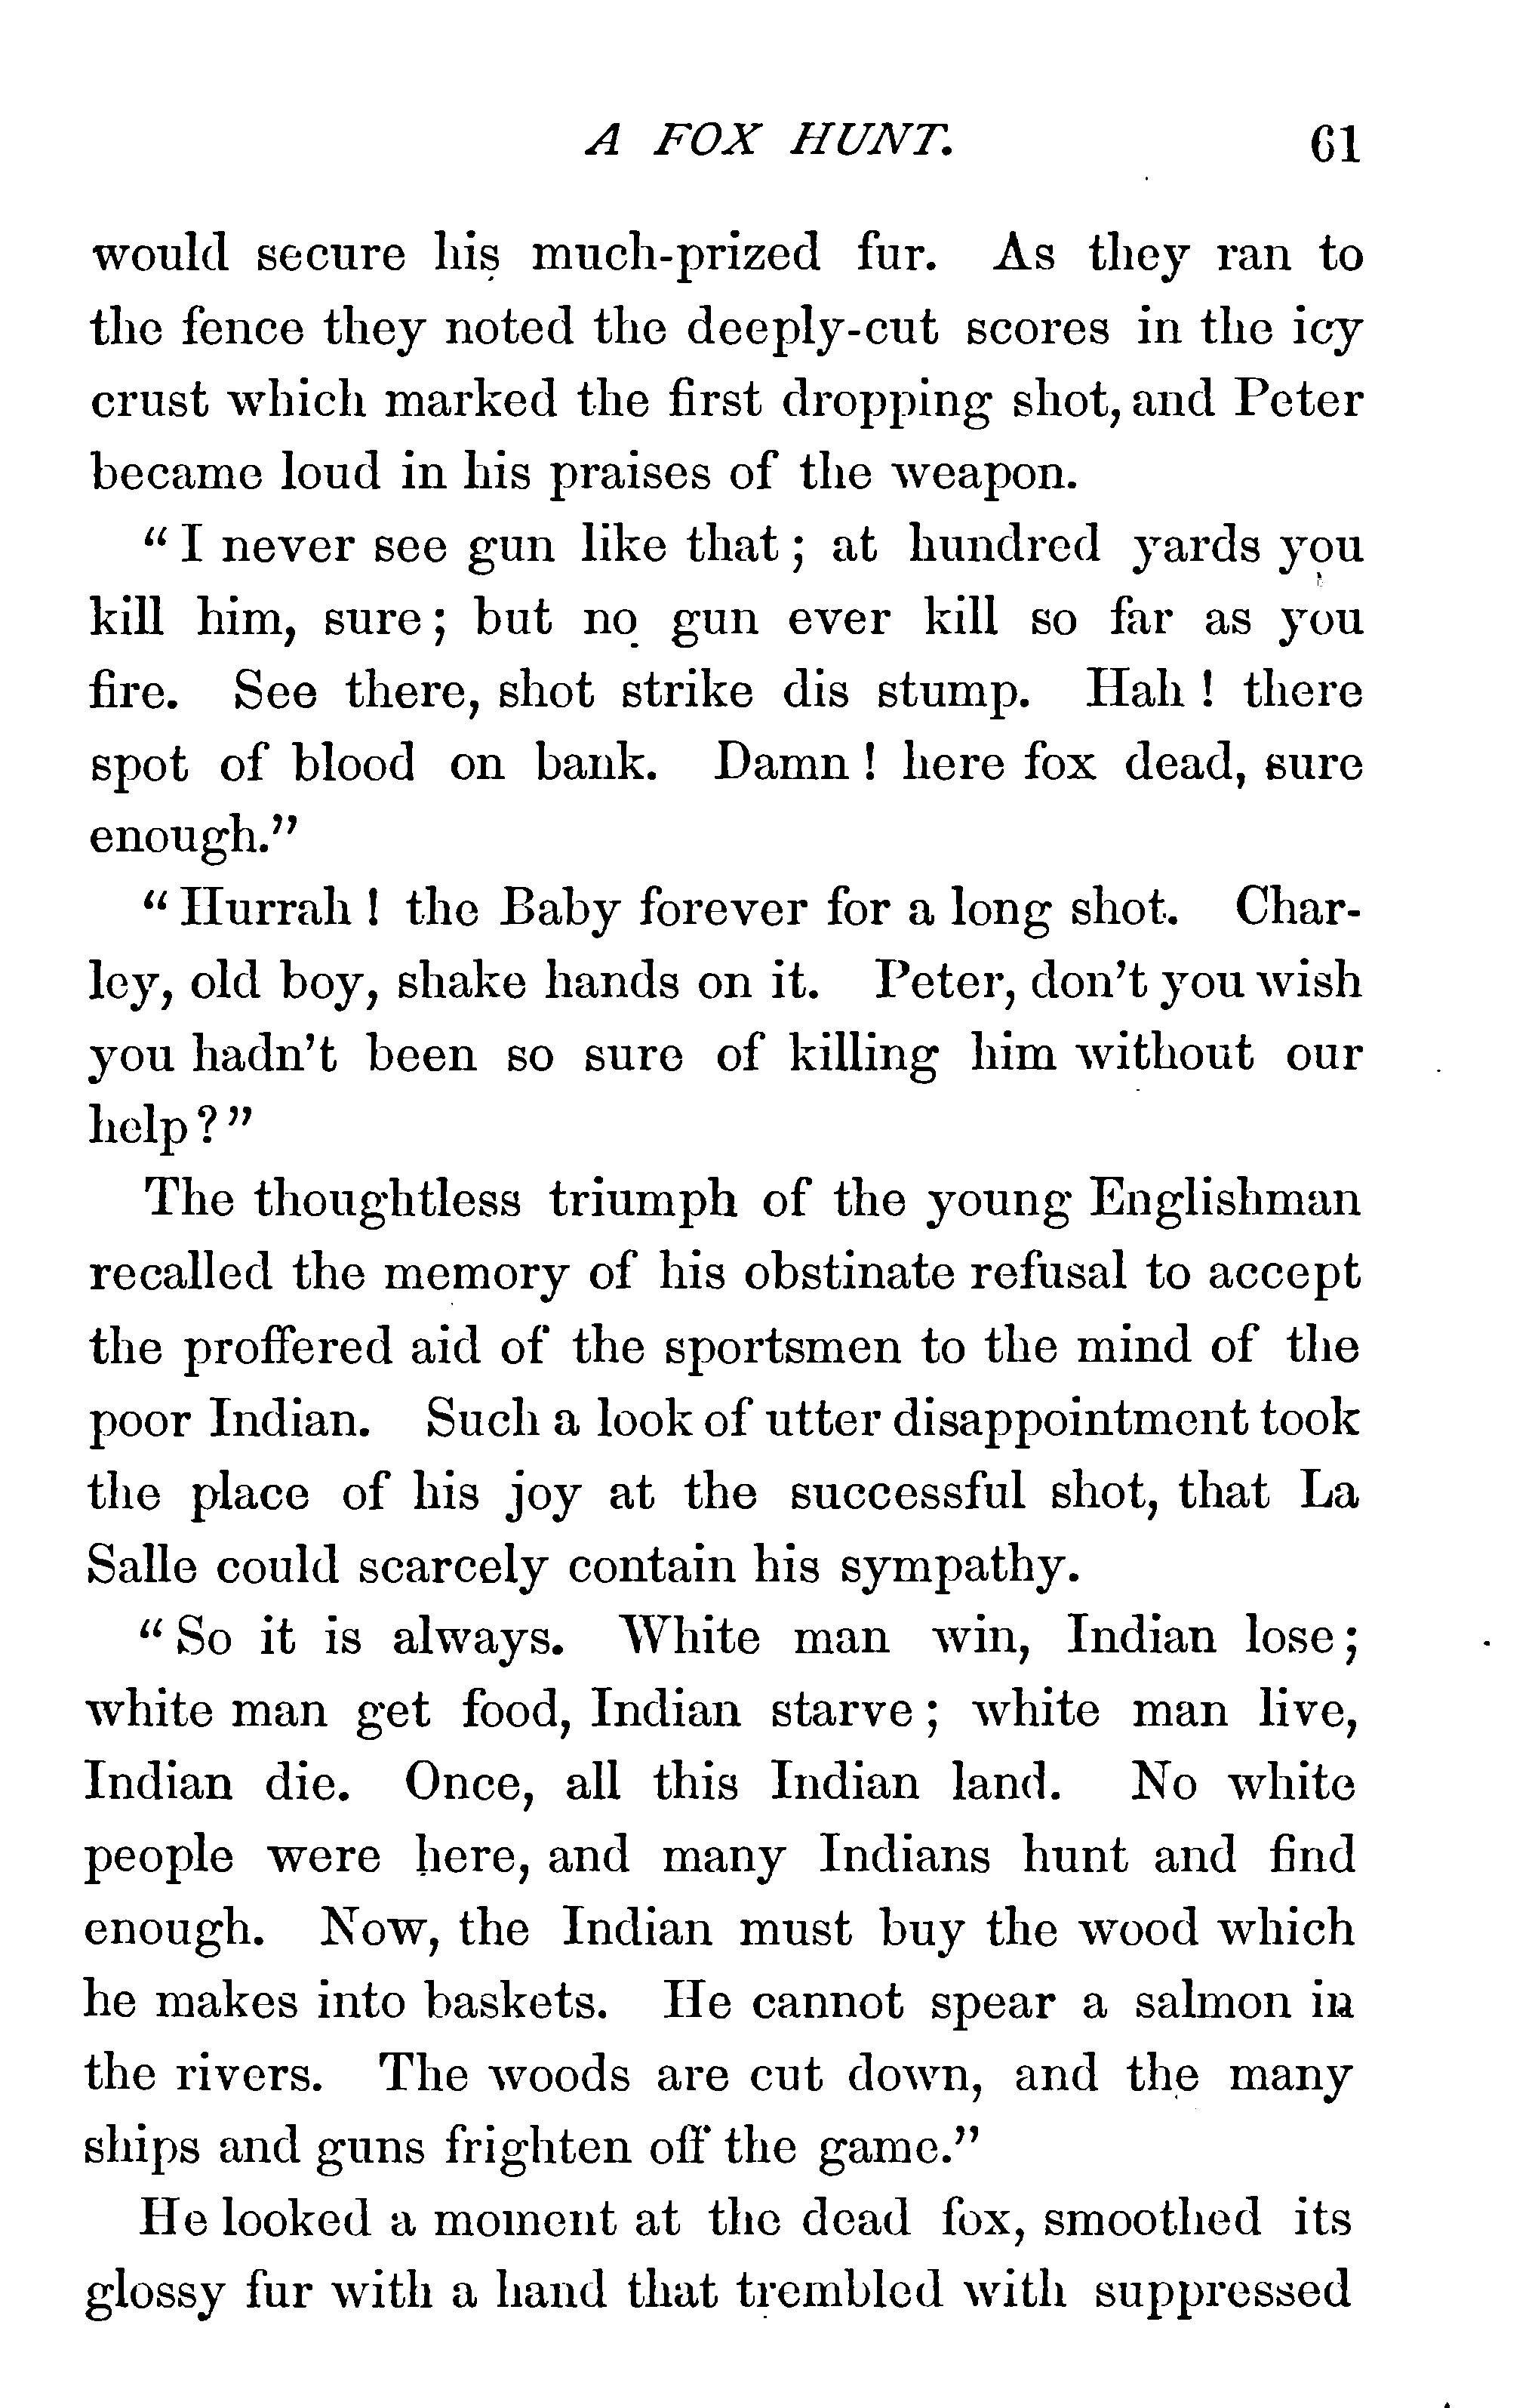 A FOX HUNT. 61
would secure his much-prized fur. As they ran to
the fence they noted the deeply-cut scores in the icy
crust which marked the first dropping shot, and Peter
became loud in his praises of the weapon.
“I never see gun like that; at hundred yards you
kill him, sure; but no gun ever kill so far as you
fire. See there, shot strike dis stump. Hah! there
spot of blood on bank. Damn! here fox dead, sure
enough.”
“Hurrah! the Baby forever for a long shot. Char-
ley, old boy, shake hands on it. Peter, don't you wish
you hadn't been so sure of killing him without our
help?”
The thoughtless triumph of the young Englishman
recalled the memory of his obstinate refusal to accept
the proffered aid of the sportsmen to the mind of the
poor Indian. Such a look of utter disappointment took
the place of his joy at the successful shot, that La
Salle could scarcely contain his sympathy.
“So it is always. White man win, Indian lose;
white man get food, Indian starve; white man live,
Indian die. Once, all this Indian land. No white
people were here, and many Indians hunt and find
enough. Now, the Indian must buy the wood which
he makes into baskets. He cannot spear a salmon in
the rivers. The woods are cut down, and the many
ships and guns frighten off the game.”
He looked a moment at the dead fox, smoothed its
glossy fur with a hand that trembled with suppressed